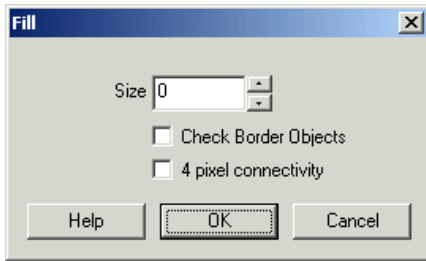 Fill
Size 0
Check Border Objects
4 pixel connectivity
Help OK Cancel